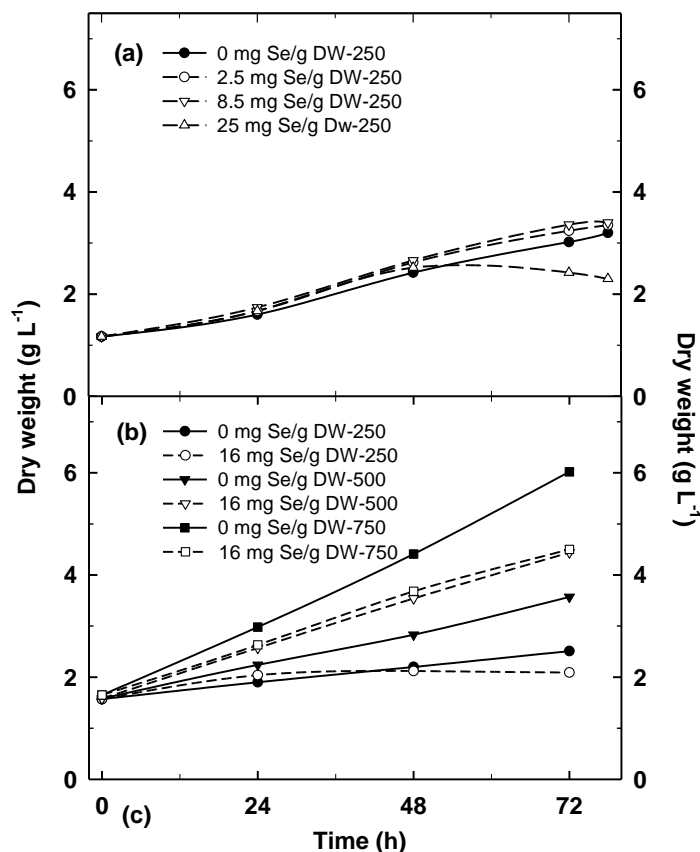 (a)
0 mg Se/g DW-250
2.5 mg Se/g DW-250
8.5 mg Se/g DW-250
25 mg Se/g Dw-250
6
4
2
0
6
4
2
0
Dry weight (g L⁻¹)
Dry weight (g L⁻¹)
(b)
0 mg Se/g DW-250
16 mg Se/g DW-250
0 mg Se/g DW-500
16 mg Se/g DW-500
0 mg Se/g DW-750
16 mg Se/g DW-750
6
4
2
0
6
4
2
0
0
24
48
72
(c)
Time (h)